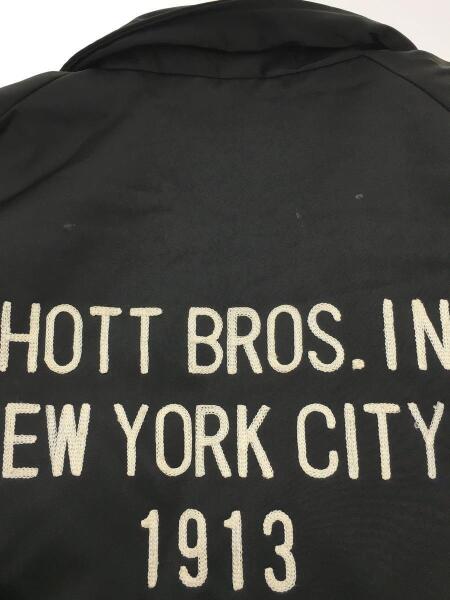 HOTT BROS. IN
EW YORK CITY
1913